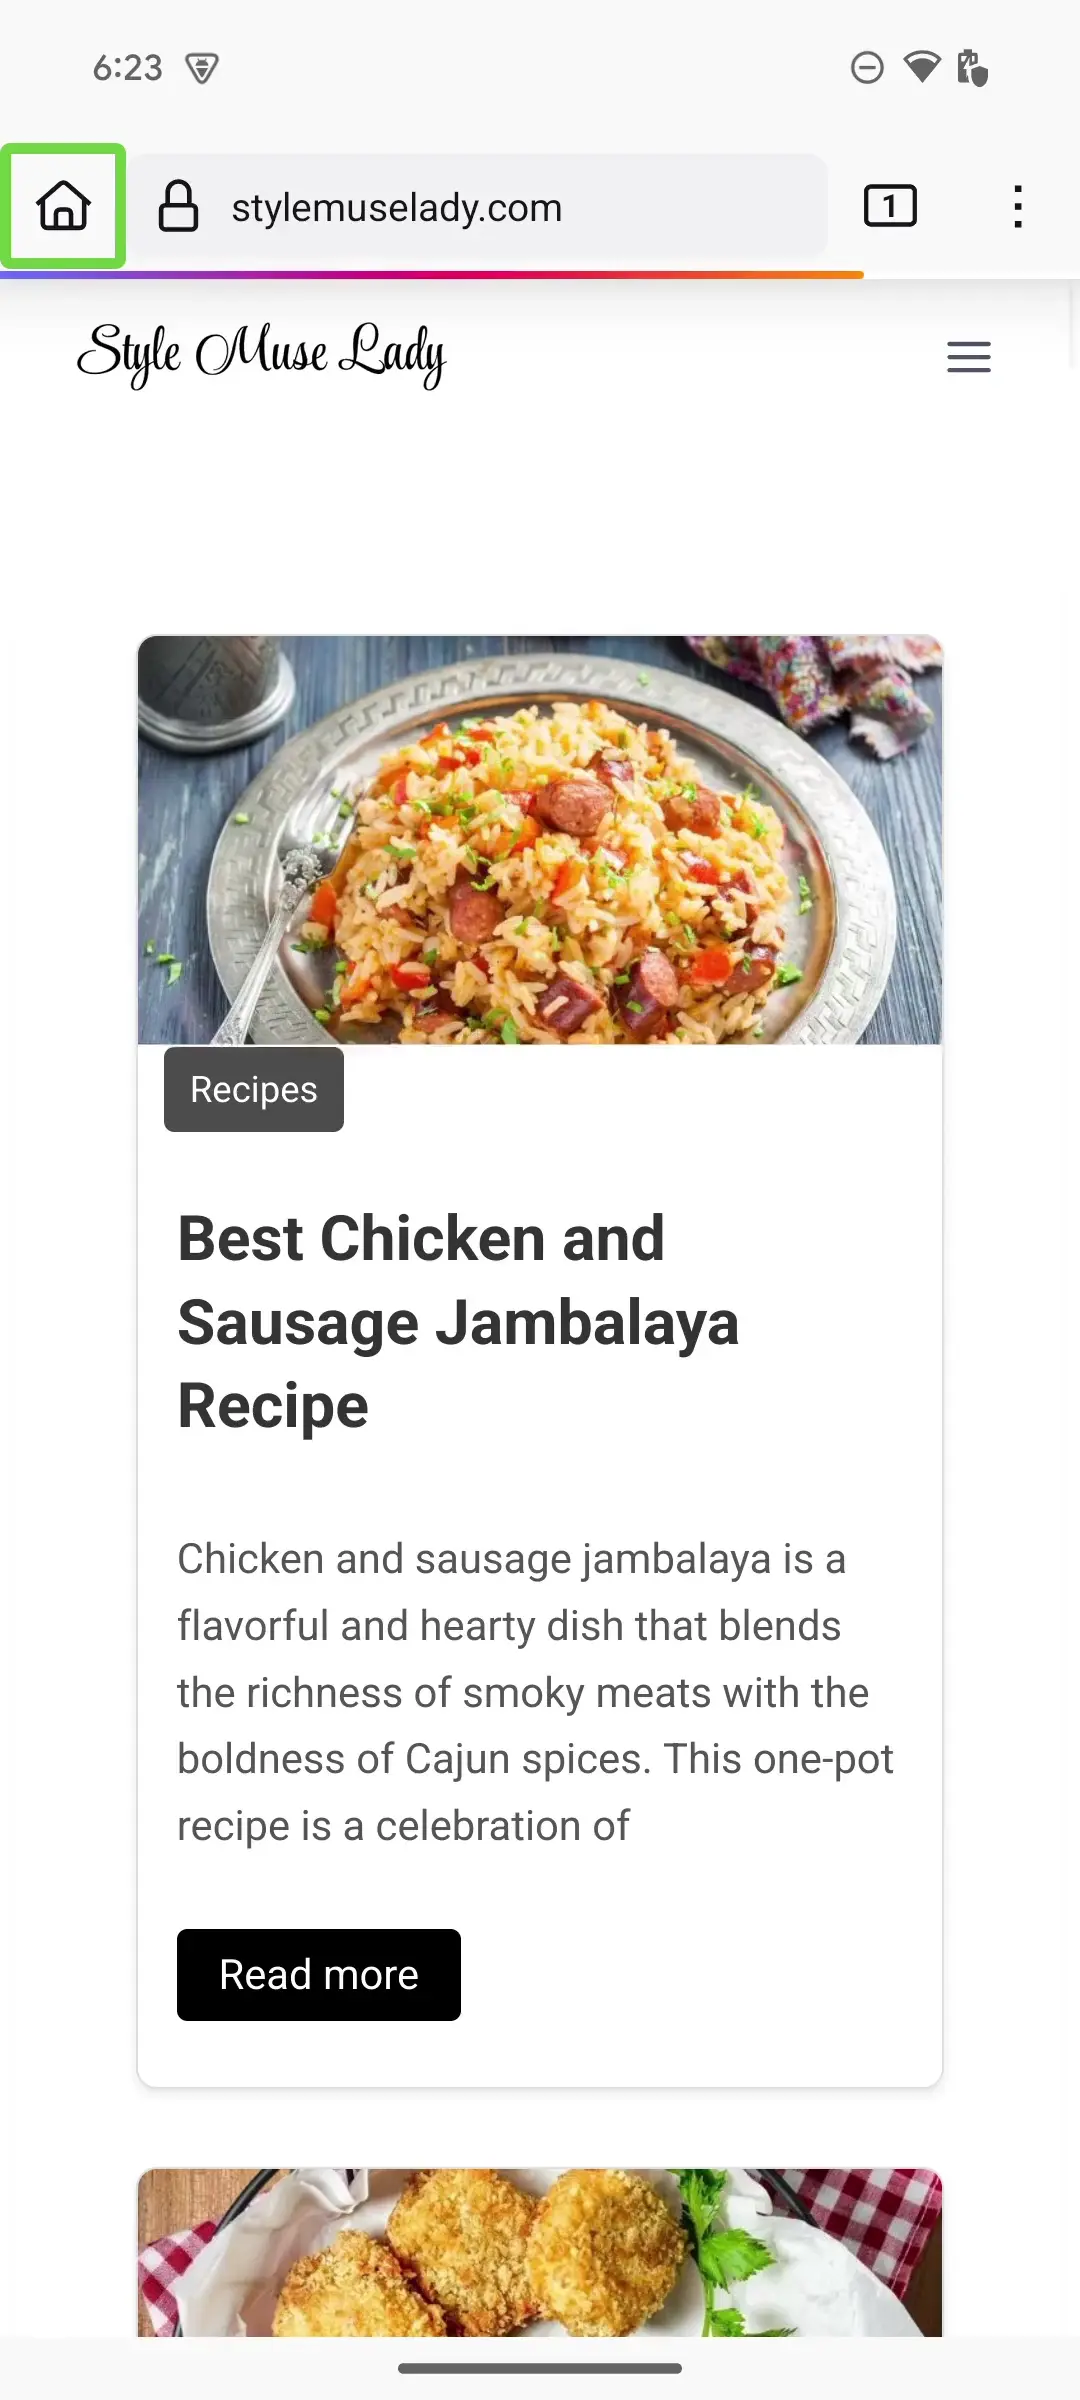 6:23
stylemuselady.com
1
Style Muse Lady
Recipes
Best Chicken and
Sausage Jambalaya
Recipe
Chicken and sausage jambalaya is a
flavorful and hearty dish that blends
the richness of smoky meats with the
boldness of Cajun spices. This one-pot
recipe is a celebration of
Read more